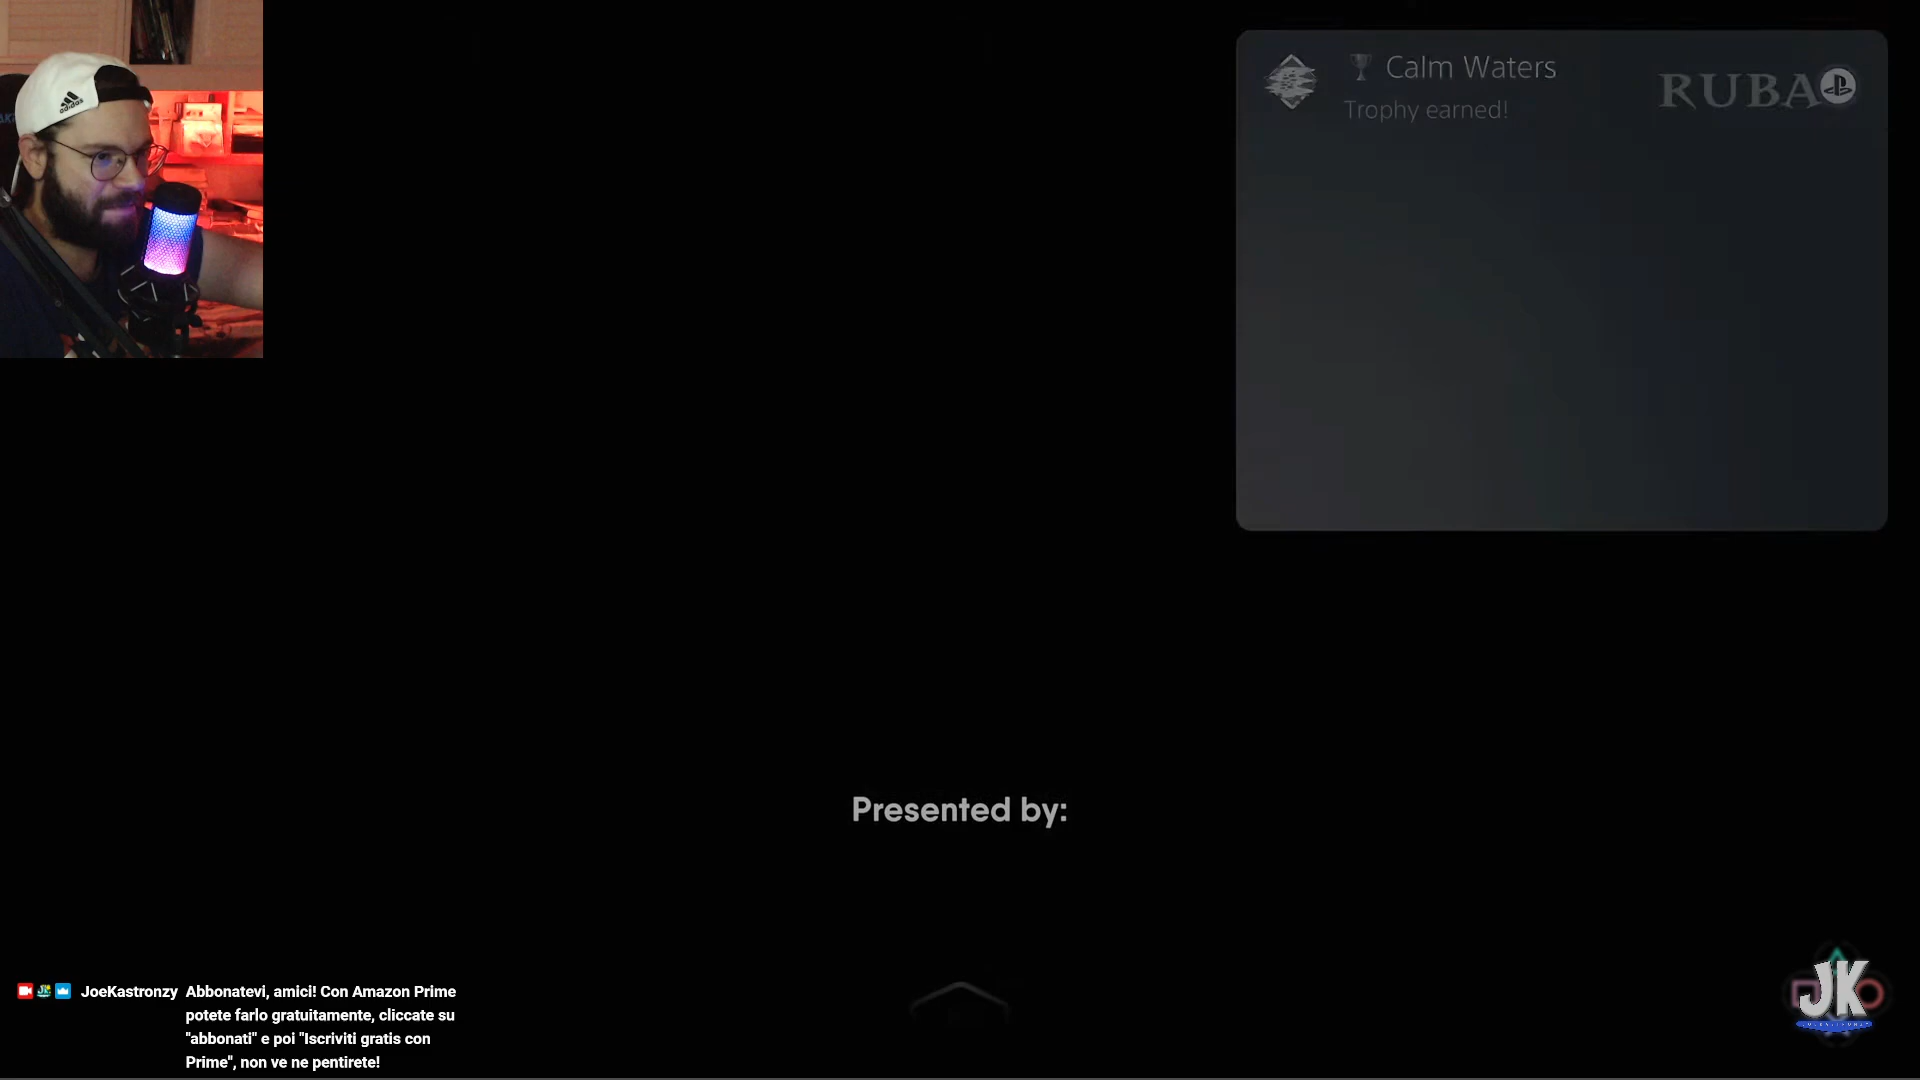 adidas
Calm Waters
Trophy earned!
RUBA
Presented by:
JoeKastronzy Abbonatevi, amici! Con Amazon Prime
potete farlo gratuitamente, cliccate su
"abbonati" e poi "Iscriviti gratis con
Prime", non ve ne pentirete!
JK